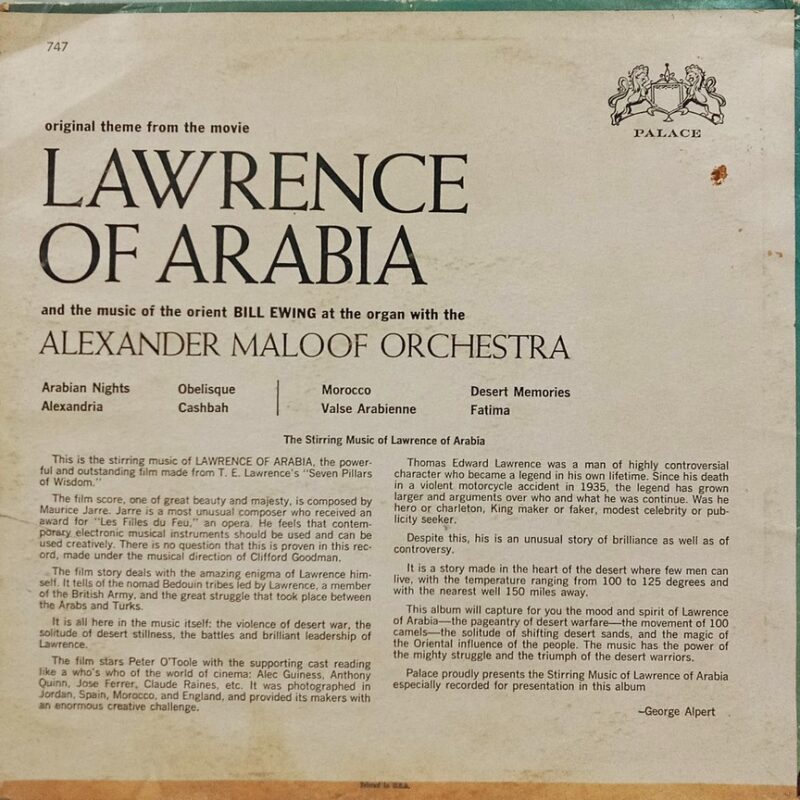 747
PALACE
original theme from the movie
LAWRENCE
OF ARABIA
and the music of the orient BILL EWING at the organ with the
ALEXANDER MALOOF ORCHESTRA
Arabian Nights Obelisque Morocco Desert Memories
Alexandria Cashbah Valse Arabienne Fatima
The Stirring Music of Lawrence of Arabia
This is the stirring music of LAWRENCE OF ARABIA, the power-
ful and outstanding film made from T. E. Lawrence's "Seven Pillars
of Wisdom."
The film score, one of great beauty and majesty, is composed by
Maurice Jarre. Jarre is a most unusual composer who received an
award for "Les Filles du Feu," an opera. He feels that contem-
porary electronic musical instruments should be used and can be
used creatively. There is no question that this is proven in this rec-
ord, made under the musical direction of Clifford Goodman.
The film story deals with the amazing enigma of Lawrence him-
self. It tells of the nomad Bedouin tribes led by Lawrence, a member
of the British Army, and the great struggle that took place between
the Arabs and Turks.
It is all here in the music itself: the violence of desert war, the
solitude of desert stillness, the battles and brilliant leadership of
Lawrence.
The film stars Peter O'Toole with the supporting cast reading
like a who's who of the world of cinema: Alec Guiness, Anthony
Quinn, Jose Ferrer, Claude Raines, etc. It was photographed in
Jordan, Spain, Morocco, and England, and provided its makers with
an enormous creative challenge.
Thomas Edward Lawrence was a man of highly controversial
character who became a legend in his own lifetime. Since his death
in a violent motorcycle accident in 1935, the legend has grown
larger and arguments over who and what he was continue. Was he
hero or charleton, King maker or faker, modest celebrity or pub-
licity seeker.
Despite this, his is an unusual story of brilliance as well as of
controversy.
It is a story made in the heart of the desert where few men can
live, with the temperature ranging from 100 to 125 degrees and
with the nearest well 150 miles away.
This album will capture for you the mood and spirit of Lawrence
of Arabia—the pageantry of desert warfare—the movement of 100
camels—the solitude of shifting desert sands, and the magic of
the Oriental influence of the people. The music has the power of
the mighty struggle and the triumph of the desert warriors.
Palace proudly presents the Stirring Music of Lawrence of Arabia
especially recorded for presentation in this album
–George Alpert
Printed in U.S.A.